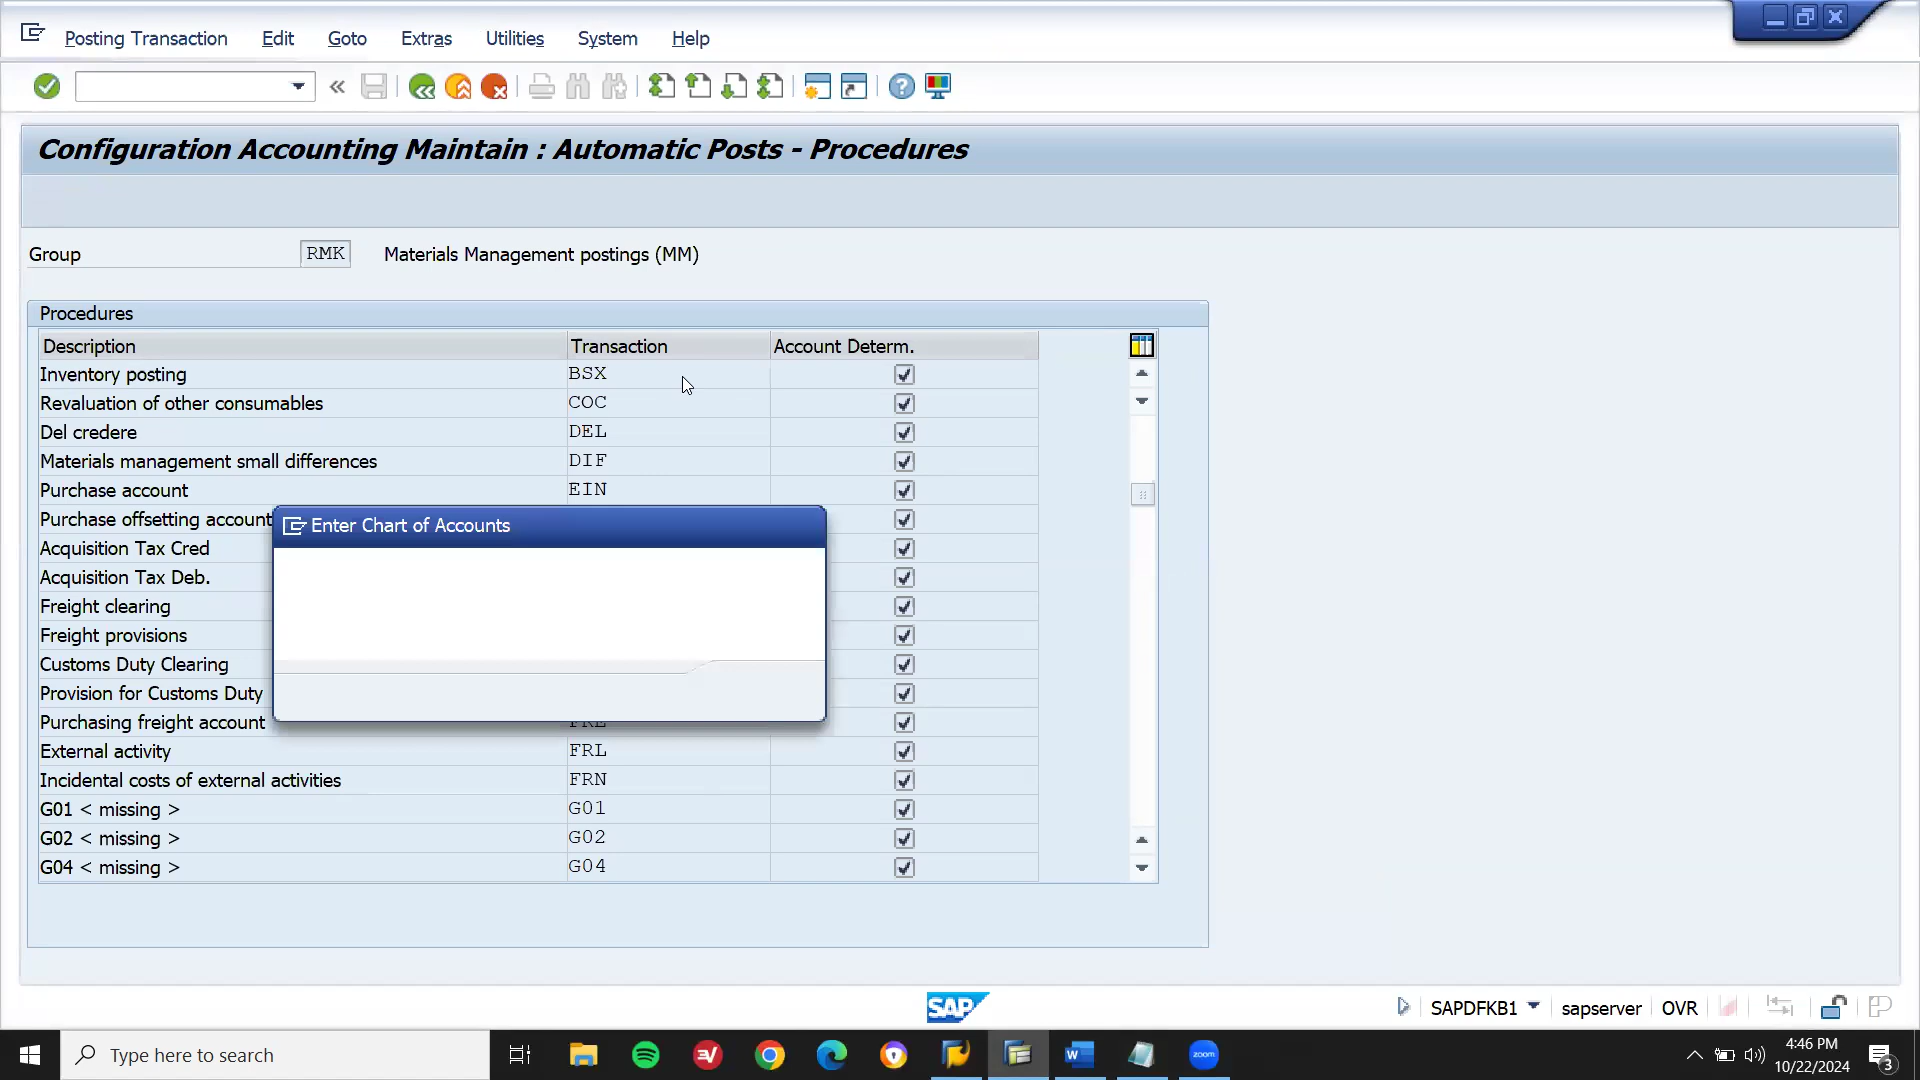 Posting Transaction Edit Goto Extras Utilities System Help
Configuration Accounting Maintain : Automatic Posts - Procedures
Group RMK Materials Management postings (MM)
Procedures
Description Transaction Account Determ.
Inventory posting BSX
Revaluation of other consumables COC
Del credere DEL
Materials management small differences DIF
Purchase account EIN
Purchase offsetting account
Enter Chart of Accounts
Acquisition Tax Cred
Acquisition Tax Deb.
Freight clearing
Freight provisions
Customs Duty Clearing
Provision for Customs Duty
Purchasing freight account
External activity FRL
Incidental costs of external activities FRN
G01 < missing > G01
G02 < missing > G02
G04 < missing > G04
SAP SAPDFKB1 sapserver OVR
Type here to search
zoom
4:46 PM
10/22/2024
3